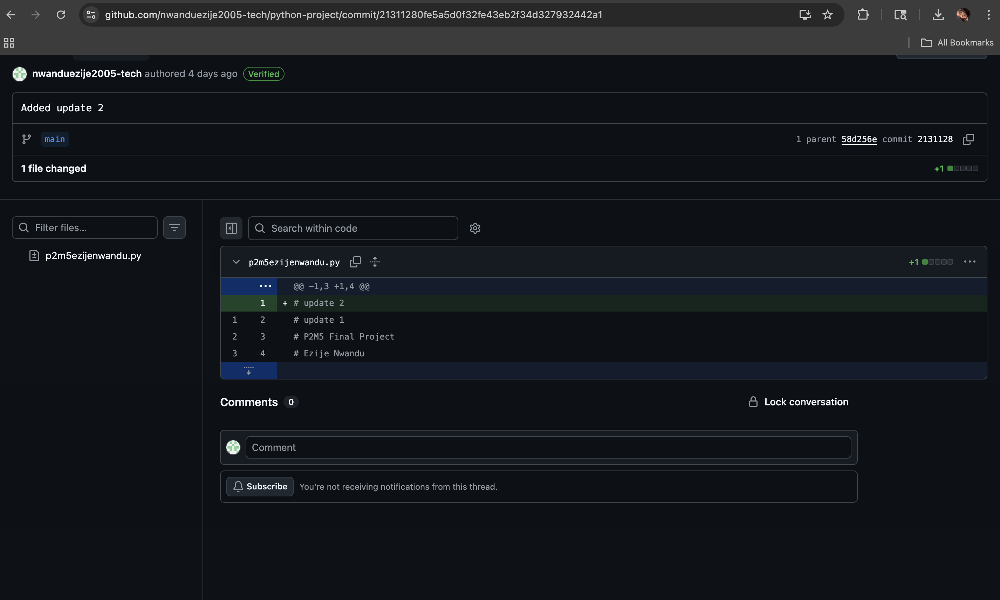 github.com/nwanduezije2005-tech/python-project/commit/21311280fe5a5d0f32fe43eb2f34d327932442a1
All Bookmarks
nwanduezije2005-tech authored 4 days ago Verified
Added update 2
main 1 parent 58d256e commit 2131128
1 file changed +1
Filter files...
Search within code
p2m5ezijenwandu.py
p2m5ezijenwandu.py +1
@@ -1,3 +1,4 @@
1 + # update 2
1 2 # update 1
2 3 # P2M5 Final Project
3 4 # Ezije Nwandu
Comments 0 Lock conversation
Comment
Subscribe You're not receiving notifications from this thread.